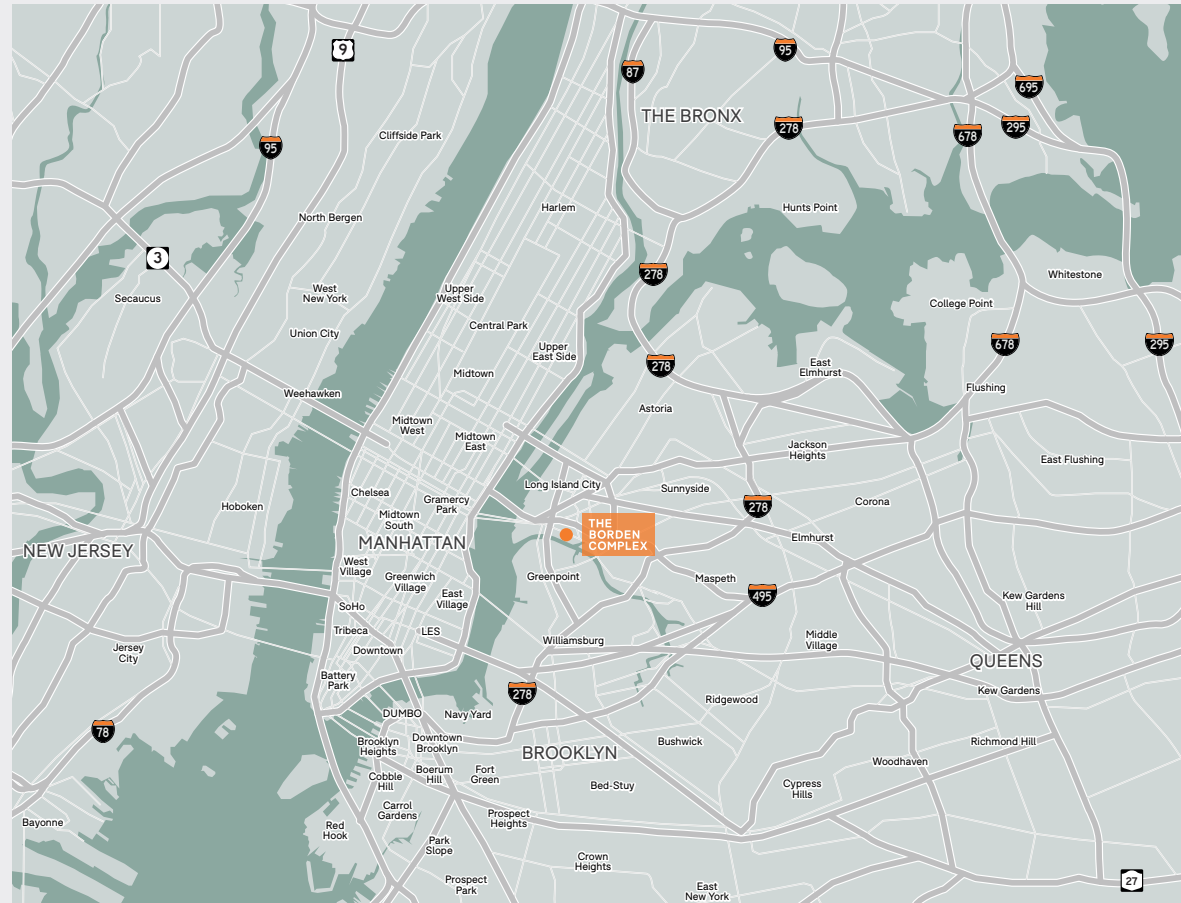 9
95
87
THE BRONX
695
Cliffside Park
278
678
295
95
Harlem
Hunts Point
North Bergen
3
278
Whitestone
Secaucus
West
New York
Upper
West Side
College Point
Union City
Central Park
678
295
Upper
East Side
278
East
Elmhurst
Midtown
Weehawken
Flushing
Astoria
Midtown
West
Midtown
East
Jackson
Heights
East Flushing
Long Island City
Sunnyside
Chelsea
Gramercy
Park
278
Corona
Hoboken
Midtown
South
THE
BORDEN
COMPLEX
MANHATTAN
Elmhurst
NEW JERSEY
West
Village
Greenwich
Village
Greenpoint
Maspeth
East
Village
495
Kew Gardens
Hill
SoHo
Tribeca
LES
Williamsburg
Middle
Village
Jersey
City
Downtown
QUEENS
Battery
Park
278
Kew Gardens
Ridgewood
DUMBO
Navy Yard
78
Brooklyn
Heights
Downtown
Brooklyn
BROOKLYN
Bushwick
Richmond Hill
Woodhaven
Cobble
Hill
Boerum
Hill
Fort
Green
Bed-Stuy
Cypress
Hills
Carrol
Gardens
Bayonne
Red
Hook
Prospect
Heights
Park
Slope
Crown
Heights
Prospect
Park
East
New York
27